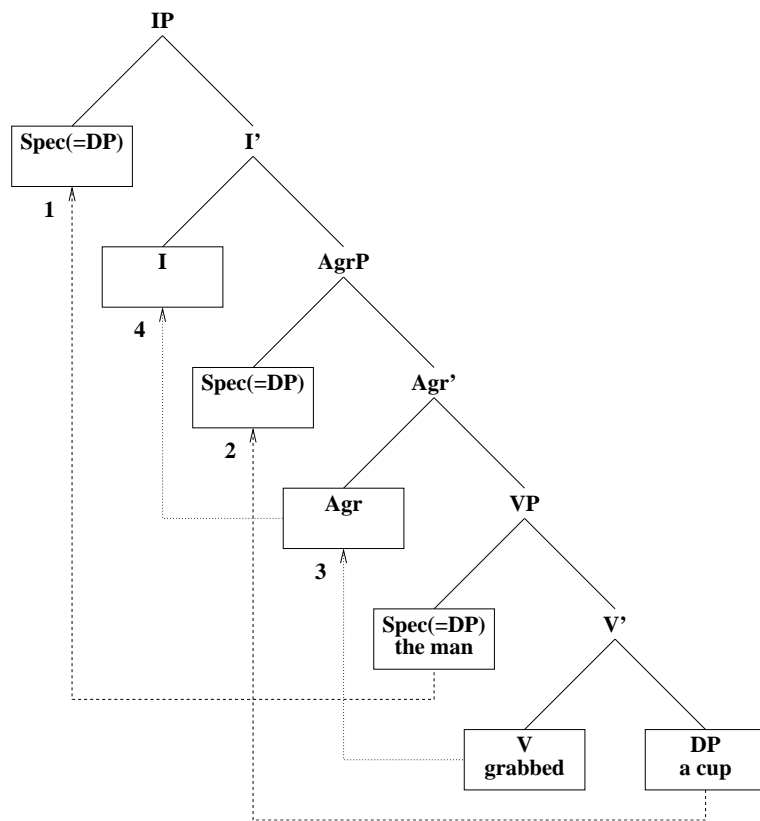 IP
Spec(=DP)
I'
1
I
AgrP
4
Spec(=DP)
Agr'
2
Agr
VP
3
Spec(=DP)
the man
V'
V
grabbed
DP
a cup